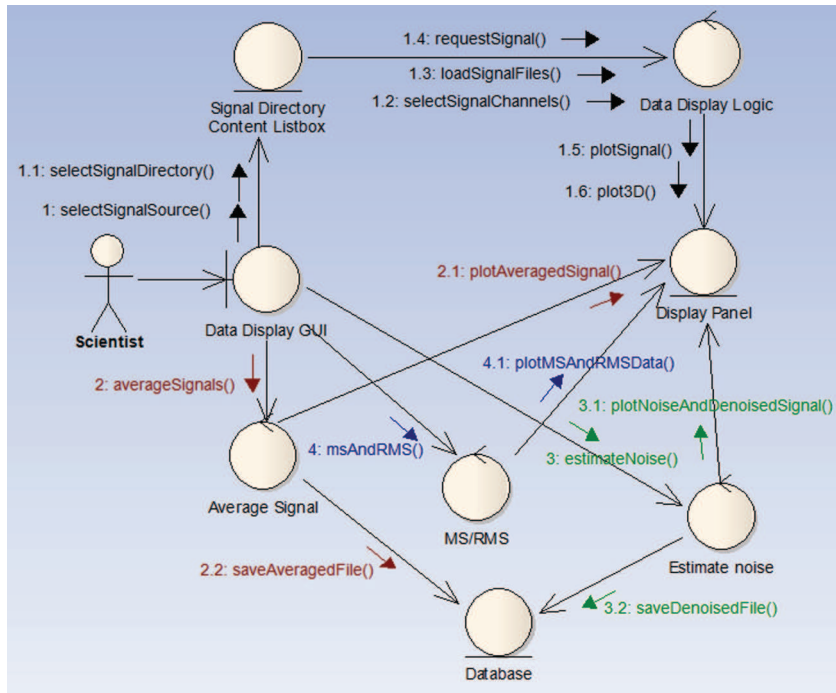 1.4: requestSignal()
1.3: loadSignalFiles()
1.2: selectSignalChannels()
Signal Directory
Content Listbox
Data Display Logic
1.1: selectSignalDirectory()
1: selectSignalSource()
1.5: plotSignal()
1.6: plot3D()
Scientist
Data Display GUI
2.1: plotAveragedSignal()
Display Panel
2: averageSignals()
4.1: plotMSAndRMSData()
3.1: plotNoiseAndDenoisedSignal()
4: msAndRMS()
3: estimateNoise()
Average Signal
MS/RMS
Estimate noise
2.2: saveAveragedFile()
3.2: saveDenoisedFile()
Database